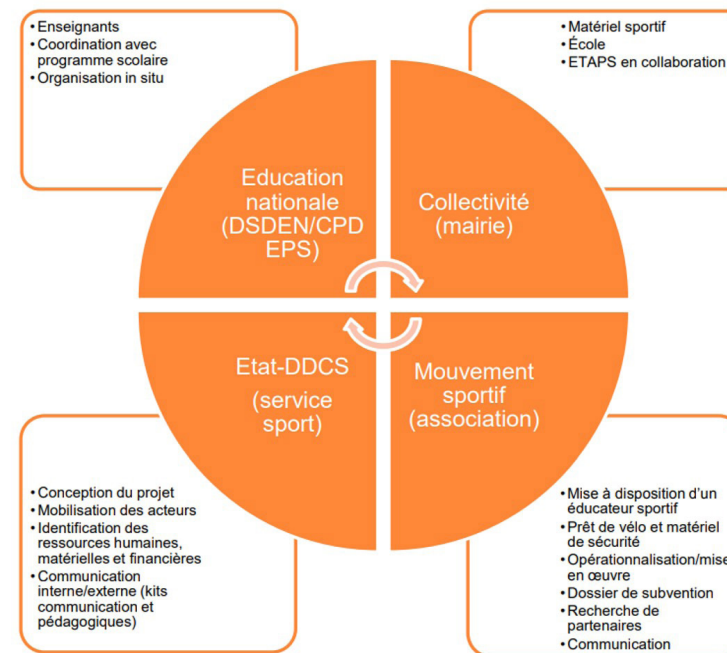 • Enseignants
• Coordination avec
programme scolaire
• Organisation in situ
• Matériel sportif
• École
• ETAPS en collaboration
Education
nationale
(DSDEN/CPD
EPS)
Collectivité
(mairie)
Etat-DDCS
(service
sport)
Mouvement
sportif
(association)
• Conception du projet
• Mobilisation des acteurs
• Identification des
ressources humaines,
matérielles et financières
• Communication
interne/externe (kits
communication et
pédagogiques)
• Mise à disposition d'un
éducateur sportif
• Prêt de vélo et matériel
de sécurité
• Opérationnalisation/mise
en œuvre
• Dossier de subvention
• Recherche de
partenaires
• Communication